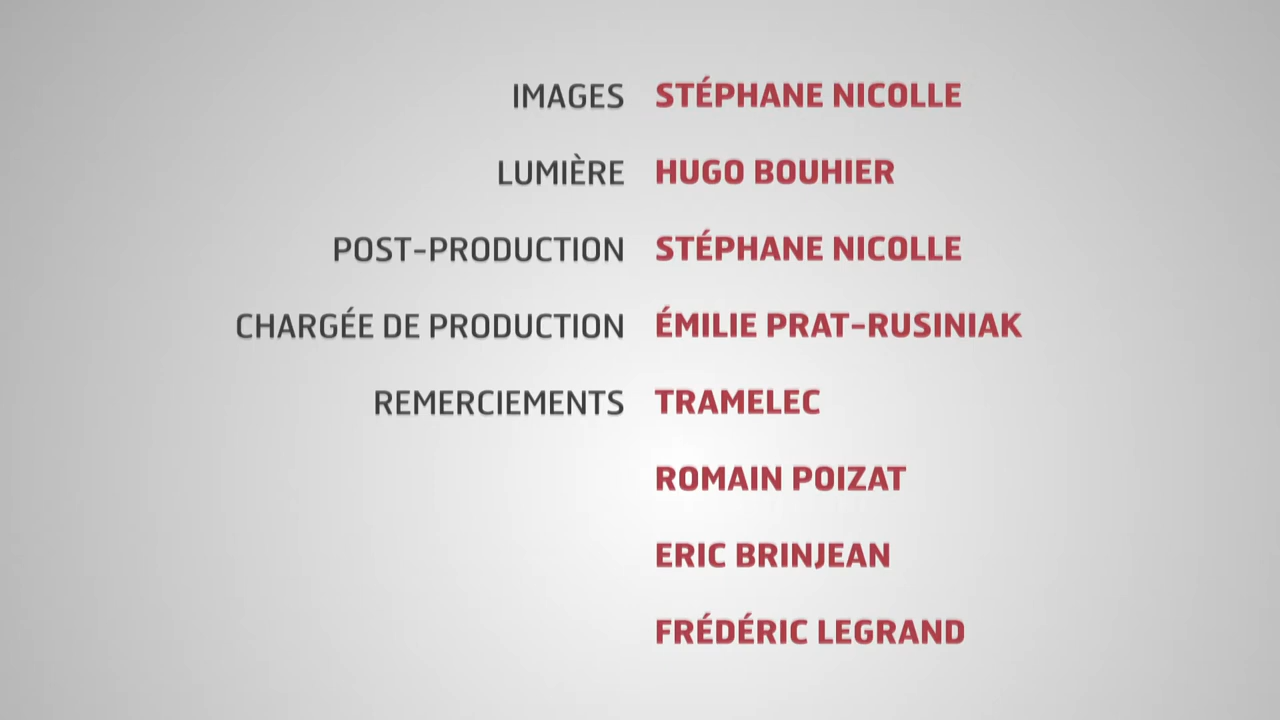 IMAGES STÉPHANE NICOLLE
LUMIÈRE HUGO BOUHIER
POST-PRODUCTION STÉPHANE NICOLLE
CHARGÉE DE PRODUCTION ÉMILIE PRAT-RUSINIAK
REMERCIEMENTS TRAMELEC
ROMAIN POIZAT
ERIC BRINJEAN
FRÉDÉRIC LEGRAND